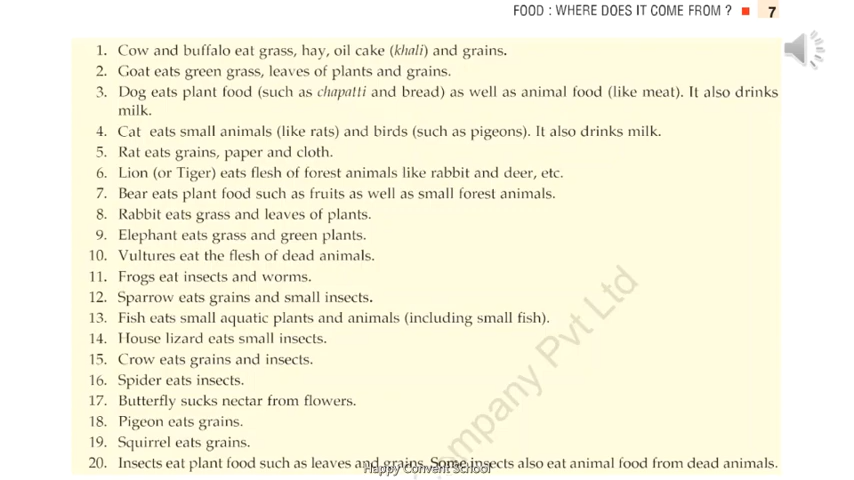 FOOD : WHERE DOES IT COME FROM ? ■ 7
1. Cow and buffalo eat grass, hay, oil cake (khali) and grains.
2. Goat eats green grass, leaves of plants and grains.
3. Dog eats plant food (such as chapatti and bread) as well as animal food (like meat). It also drinks
milk.
4. Cat eats small animals (like rats) and birds (such as pigeons). It also drinks milk.
5. Rat eats grains, paper and cloth.
6. Lion (or Tiger) eats flesh of forest animals like rabbit and deer, etc.
7. Bear eats plant food such as fruits as well as small forest animals.
8. Rabbit eats grass and leaves of plants.
9. Elephant eats grass and green plants.
10. Vultures eat the flesh of dead animals.
11. Frogs eat insects and worms.
12. Sparrow eats grains and small insects.
13. Fish eats small aquatic plants and animals (including small fish).
14. House lizard eats small insects.
15. Crow eats grains and insects.
16. Spider eats insects.
17. Butterfly sucks nectar from flowers.
18. Pigeon eats grains.
19. Squirrel eats grains.
20. Insects eat plant food such as leaves and grains. Some insects also eat animal food from dead animals.
Happy Convent School
Pvt Ltd